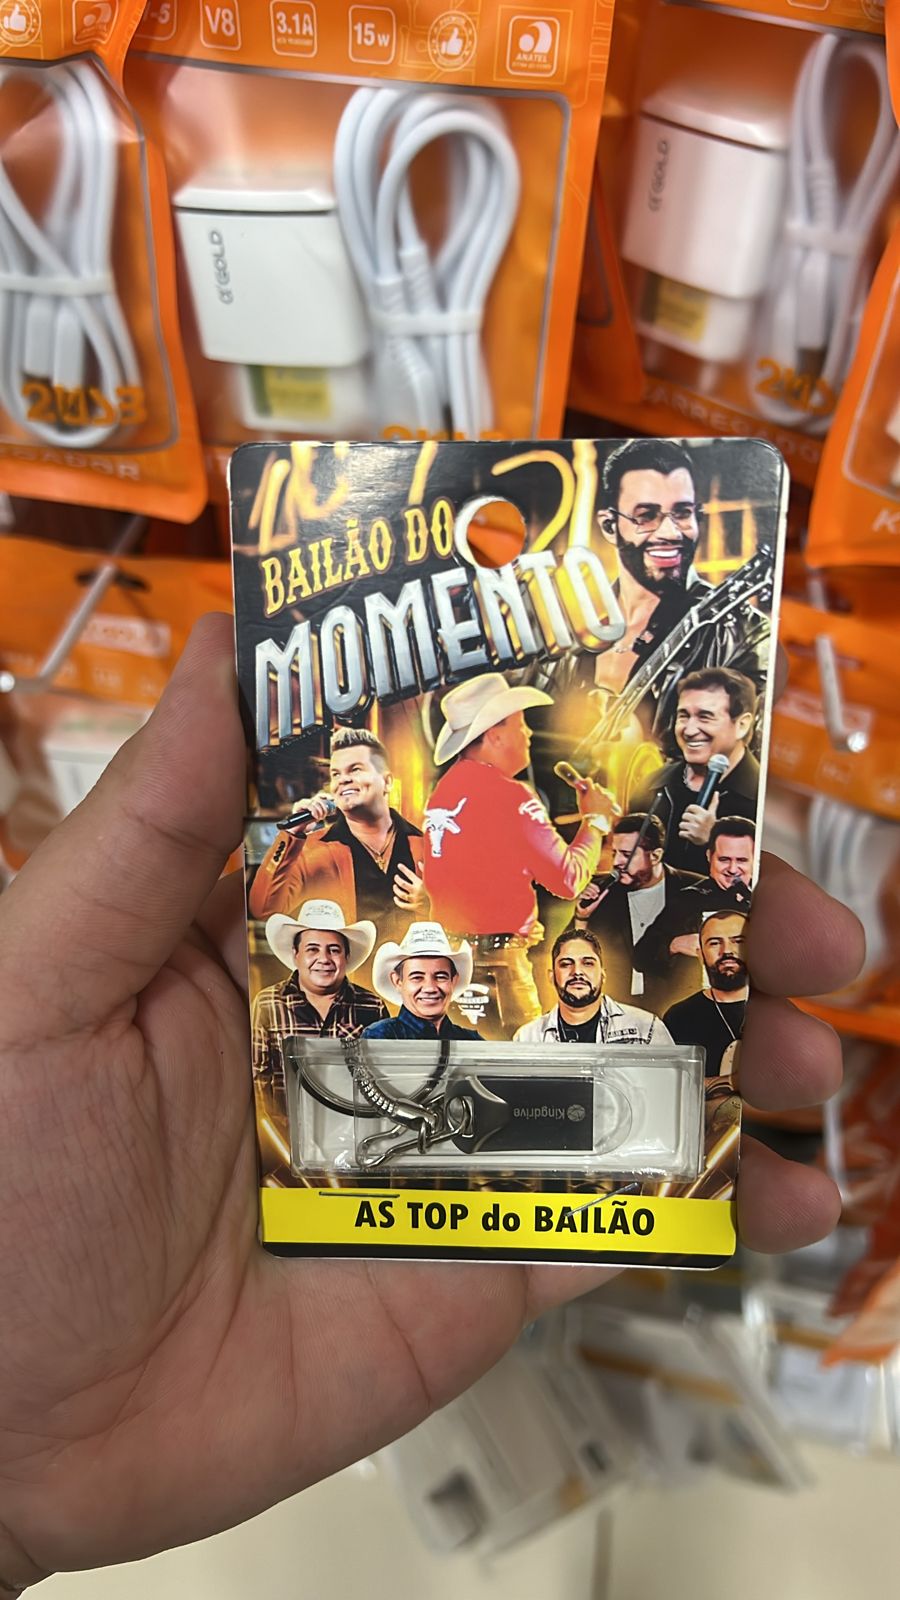 V8
3.1A
15W
ANATEL
GOLD
GOLD
BAILÃO DO
MOMENTO
Kingdrive
AS TOP do BAILÃO